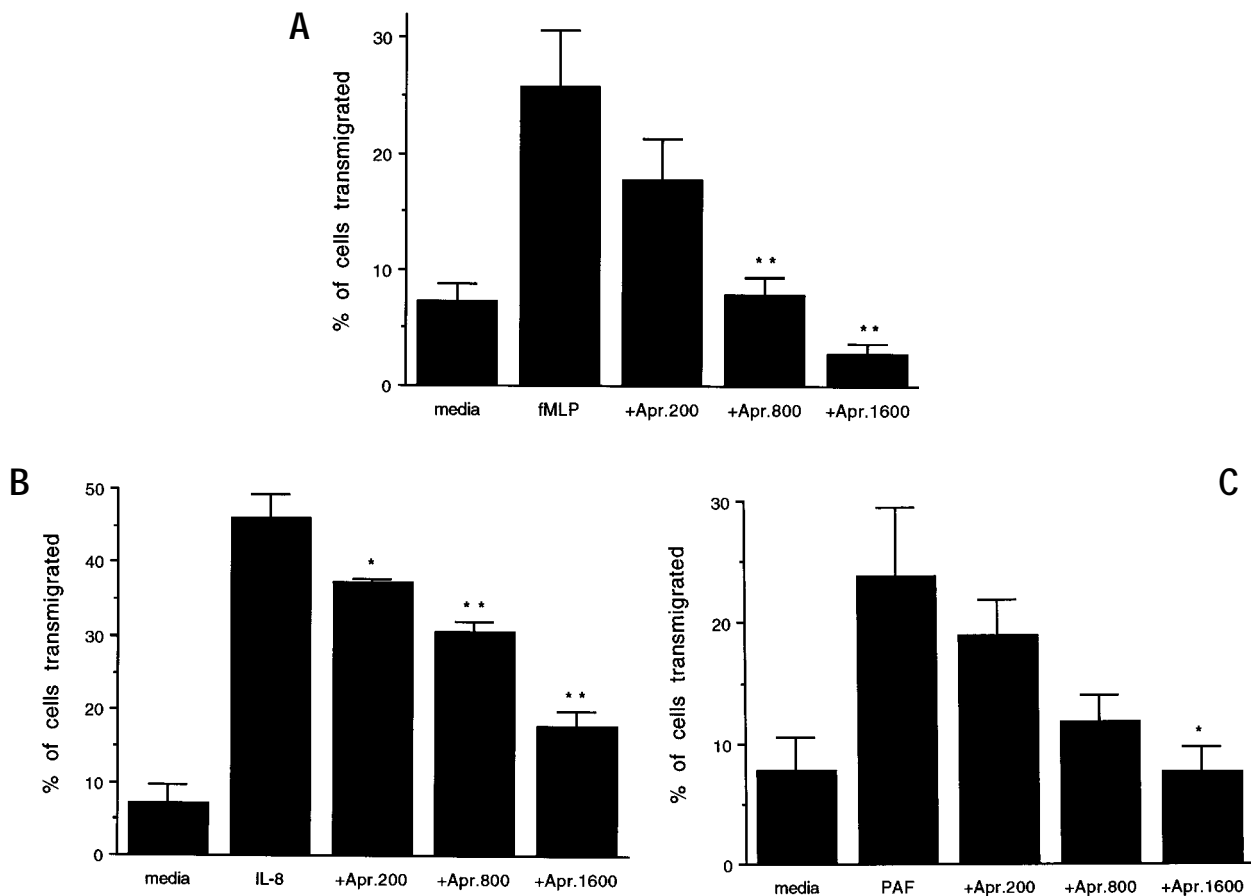 A
% of cells transmigrated
30
20
10
0
* *
* *
media fMLP +Apr.200 +Apr.800 +Apr.1600
B
% of cells transmigrated
50
40
30
20
10
0
*
* *
* *
media IL-8 +Apr.200 +Apr.800 +Apr.1600
C
% of cells transmigrated
30
20
10
0
*
media PAF +Apr.200 +Apr.800 +Apr.1600